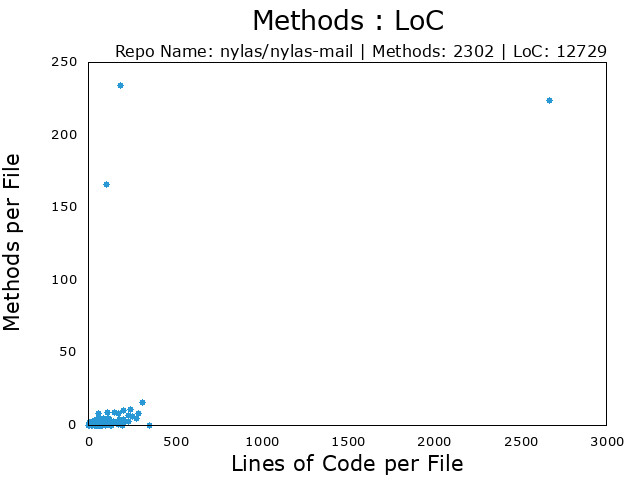 Methods : LoC
Repo Name: nylas/nylas-mail | Methods: 2302 | LoC: 12729
250
200
150
100
50
0
Methods per File
0 500 1000 1500 2000 2500 3000
Lines of Code per File